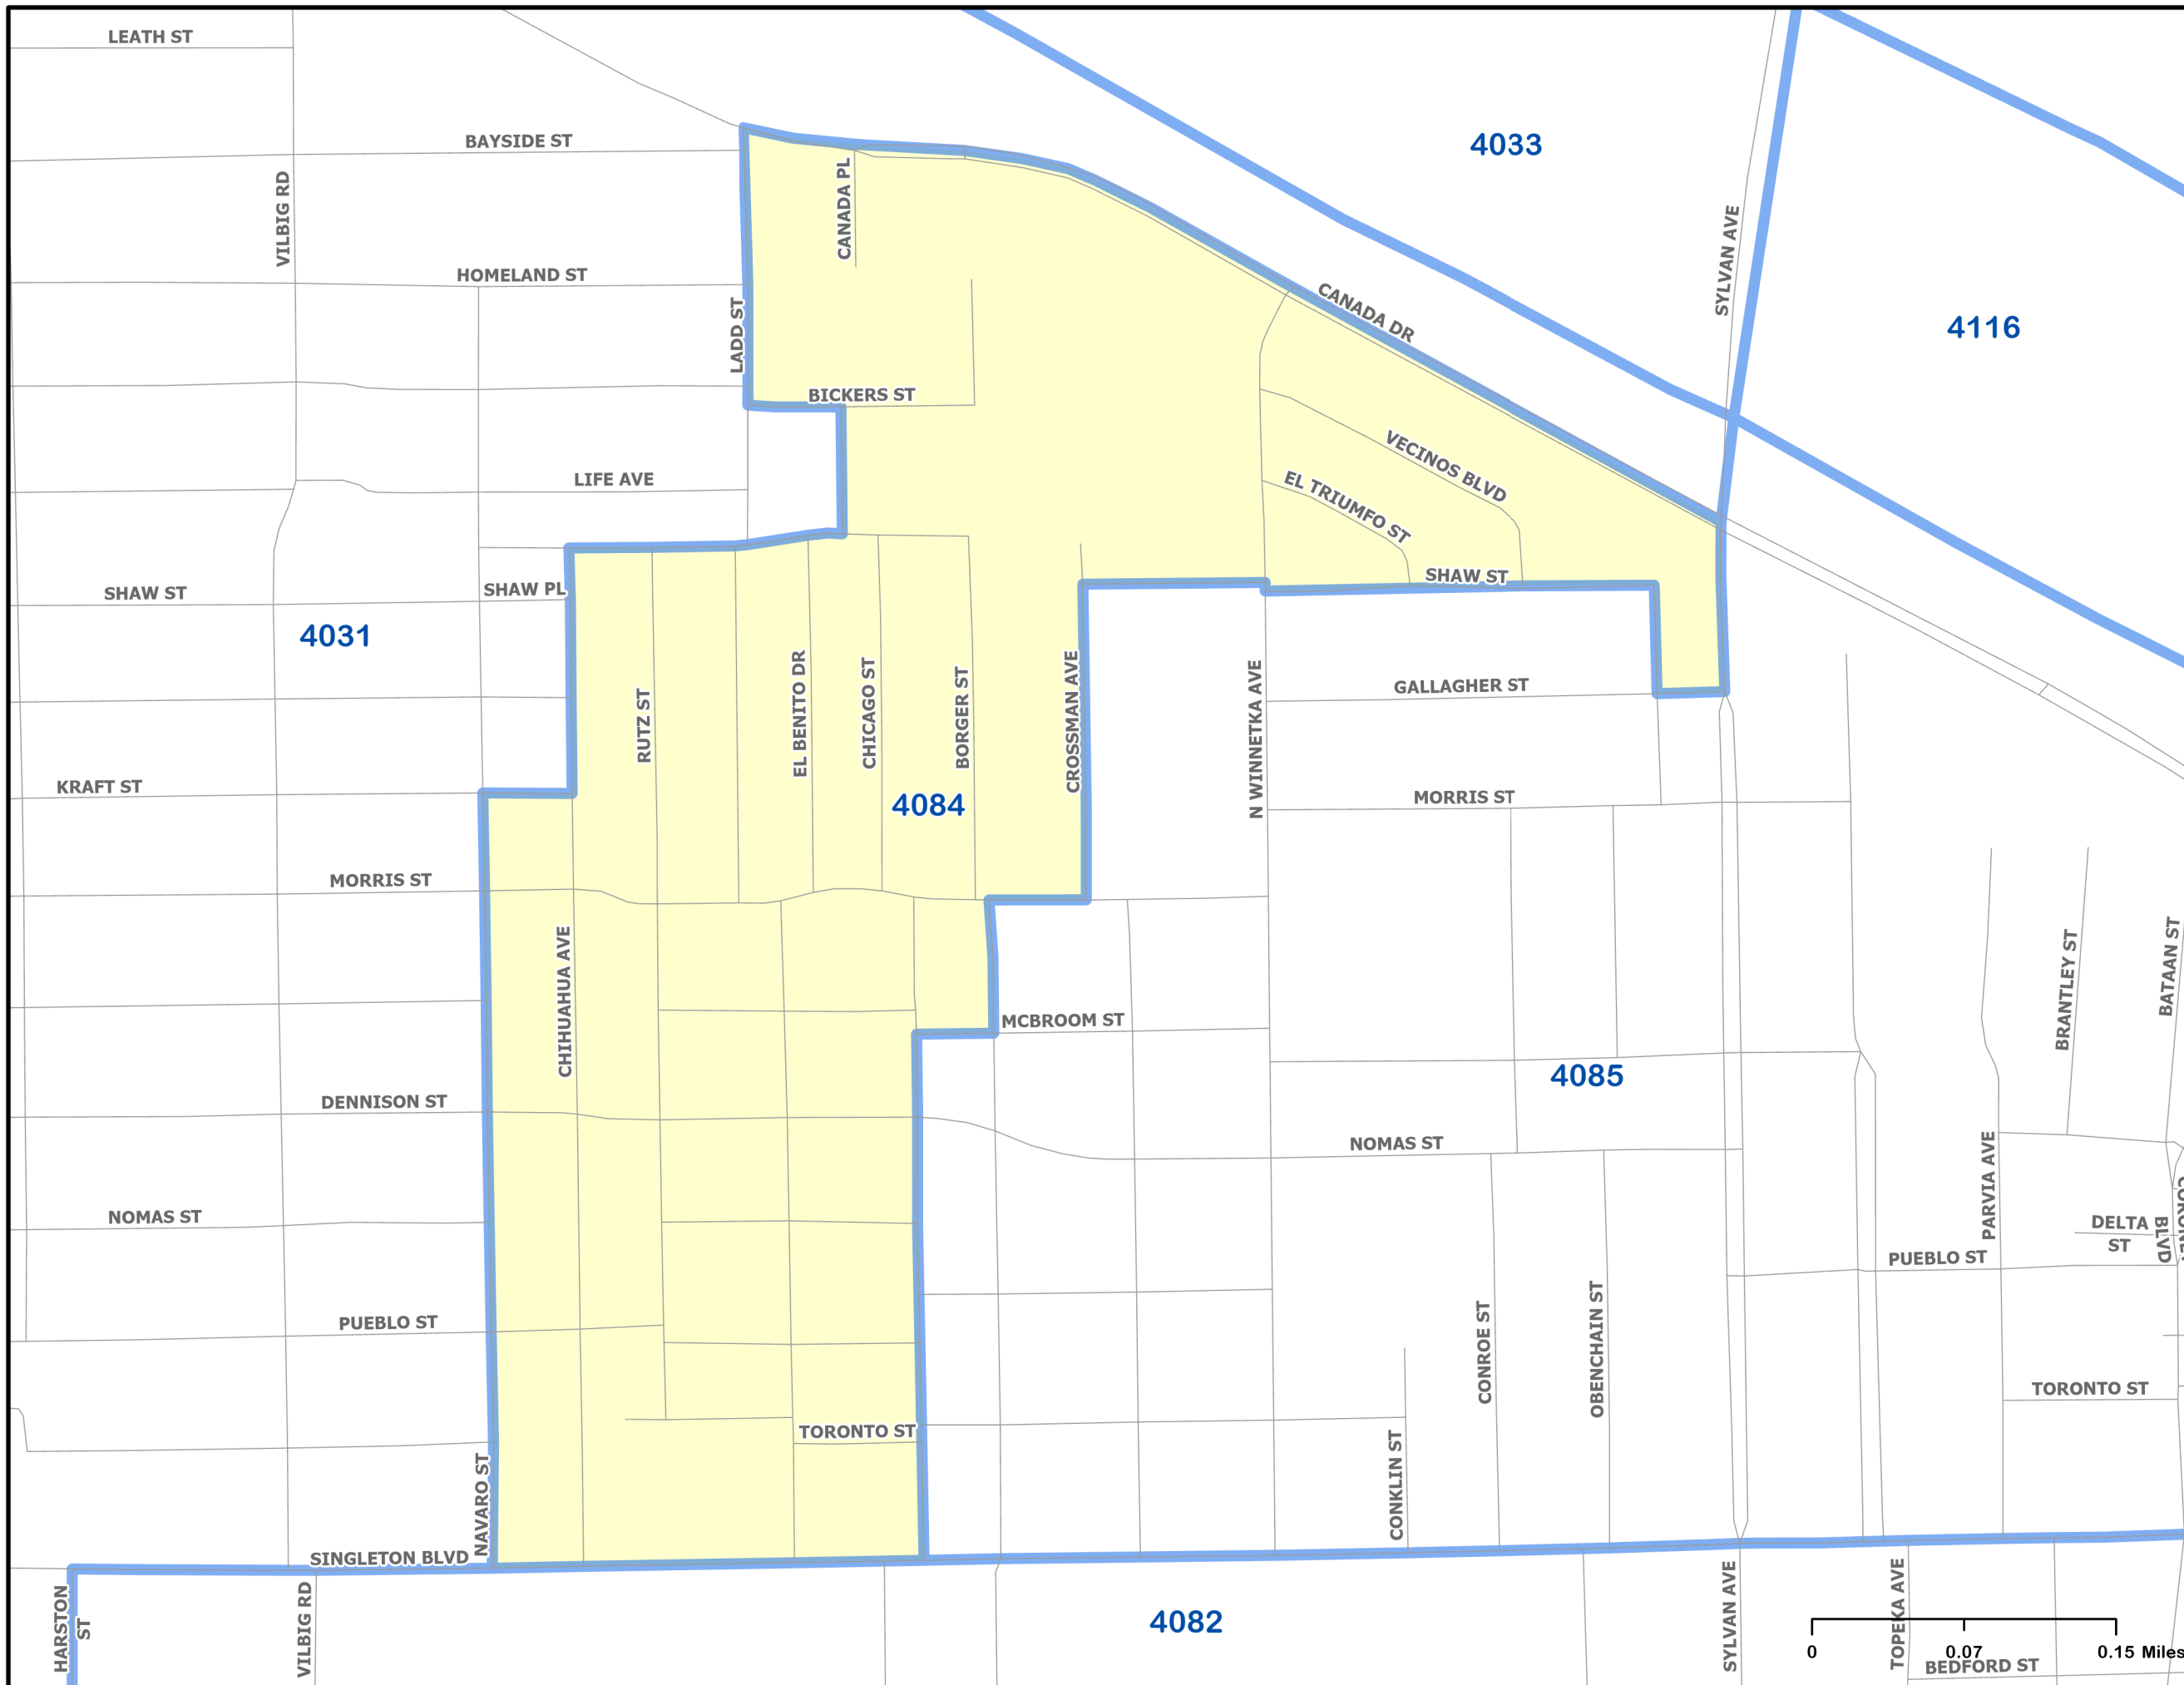 LEATH ST
BAYSIDE ST
4033
CANADA PL
VILBIG RD
SYLVAN AVE
HOMELAND ST
CANADA DR
LADD ST
4116
BICKERS ST
VECINOS BLVD
LIFE AVE
EL TRIUMFO ST
SHAW ST
SHAW ST
SHAW PL
4031
GALLAGHER ST
RUTZ ST
EL BENITO DR
CHICAGO ST
BORGER ST
CROSSMAN AVE
N WINNETKA AVE
KRAFT ST
4084
MORRIS ST
MORRIS ST
CHIHUAHUA AVE
BRANTLEY ST
BATAAN ST
MCBROOM ST
4085
DENNISON ST
NOMAS ST
PARVIA AVE
NOMAS ST
DELTA
ST
BLVD
PUEBLO ST
PUEBLO ST
CONROE ST
OBENCHAIN ST
TORONTO ST
TORONTO ST
CONKLIN ST
NAVARO ST
SINGLETON BLVD
HARSTON
ST
VILBIG RD
4082
SYLVAN AVE
TOPEKA AVE
0
0.07
0.15 Miles
BEDFORD ST